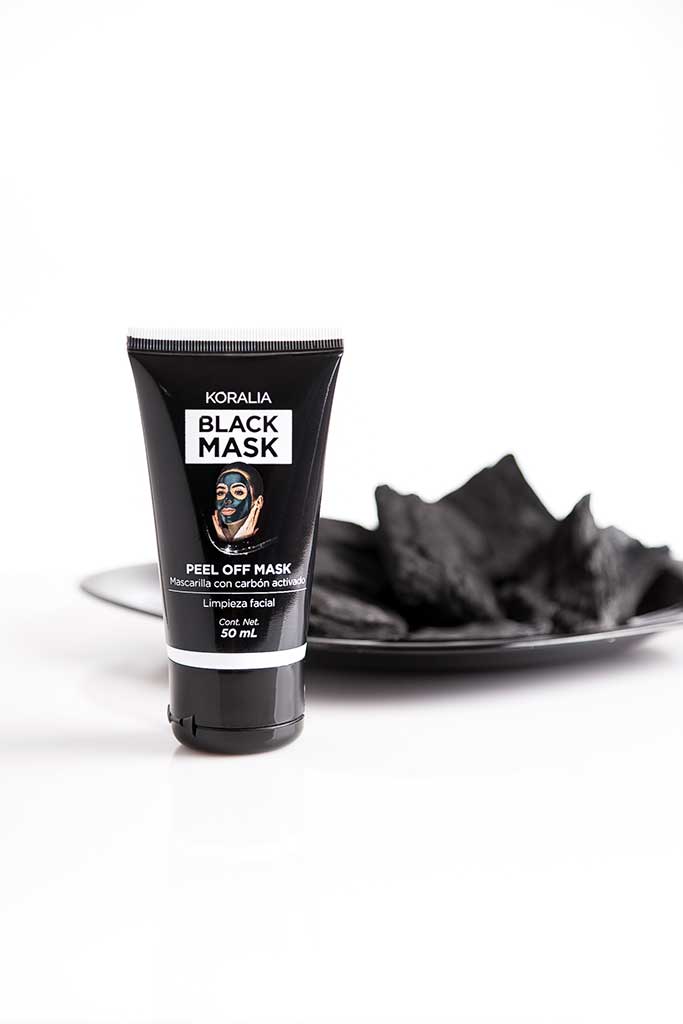 KORALIA
BLACK
MASK
PEEL OFF MASK
Mascarilla con carbón activado
Limpieza facial
Cont. Net.
50 mL